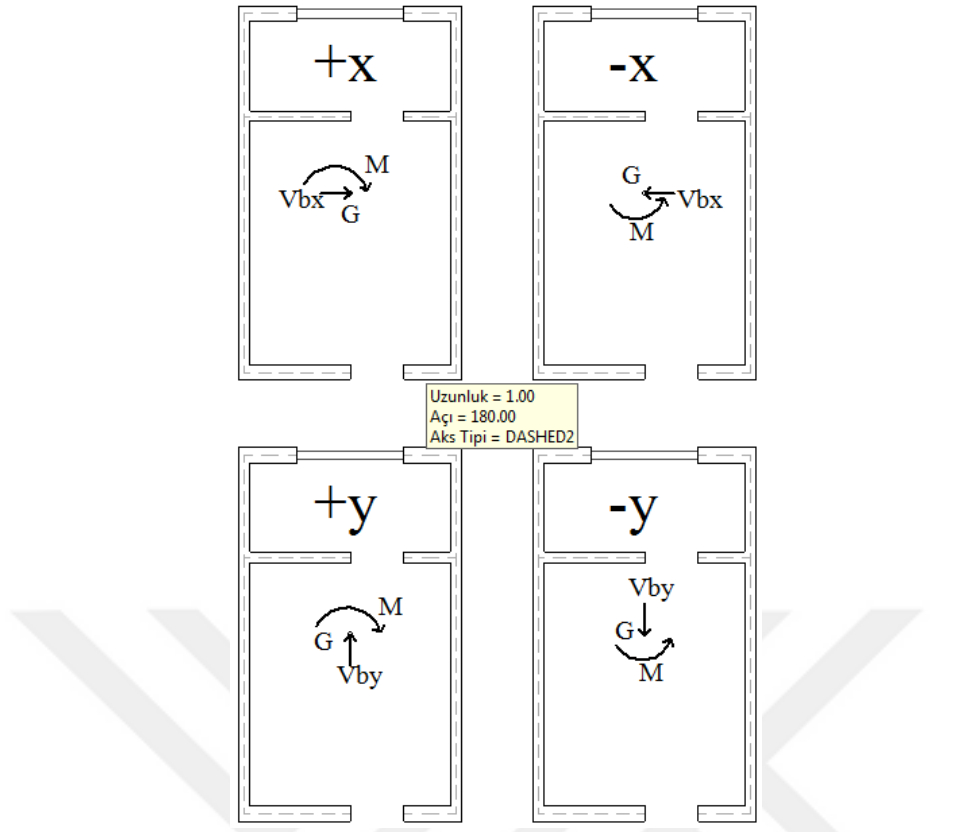 +x
M
Vbx
G
-x
G
Vbx
M
Uzunluk = 1.00
Açı = 180.00
Aks Tipi = DASHED2
+y
M
G
Vby
-y
Vby
G
M